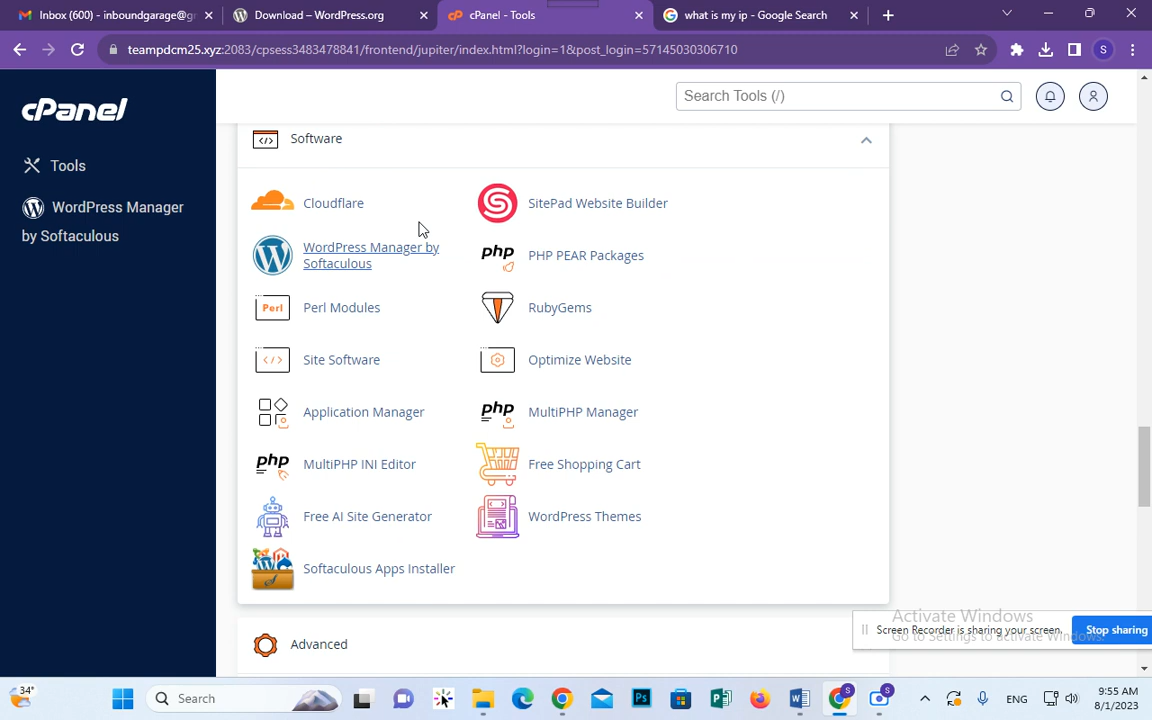 Inbox (600) - inboundgarage@g
Download – WordPress.org
cPanel - Tools
what is my ip - Google Search
teampdcm25.xyz:2083/cpsess3483478841/frontend/jupiter/index.html?login=1&post_login=57145030306710
S
cPanel
Search Tools (/)
Tools
WordPress Manager
by Softaculous
Software
Cloudflare
SitePad Website Builder
WordPress Manager by
Softaculous
php
PHP PEAR Packages
Perl
Perl Modules
RubyGems
Site Software
Optimize Website
Application Manager
php
MultiPHP Manager
php
MultiPHP INI Editor
Free Shopping Cart
Free AI Site Generator
WordPress Themes
Softaculous Apps Installer
Advanced
Activate Windows
Go to Settings to activate Windows.
Screen Recorder is sharing your screen.
Stop sharing
34°
Search
Ps
S
S
ENG
9:55 AM
8/1/2023